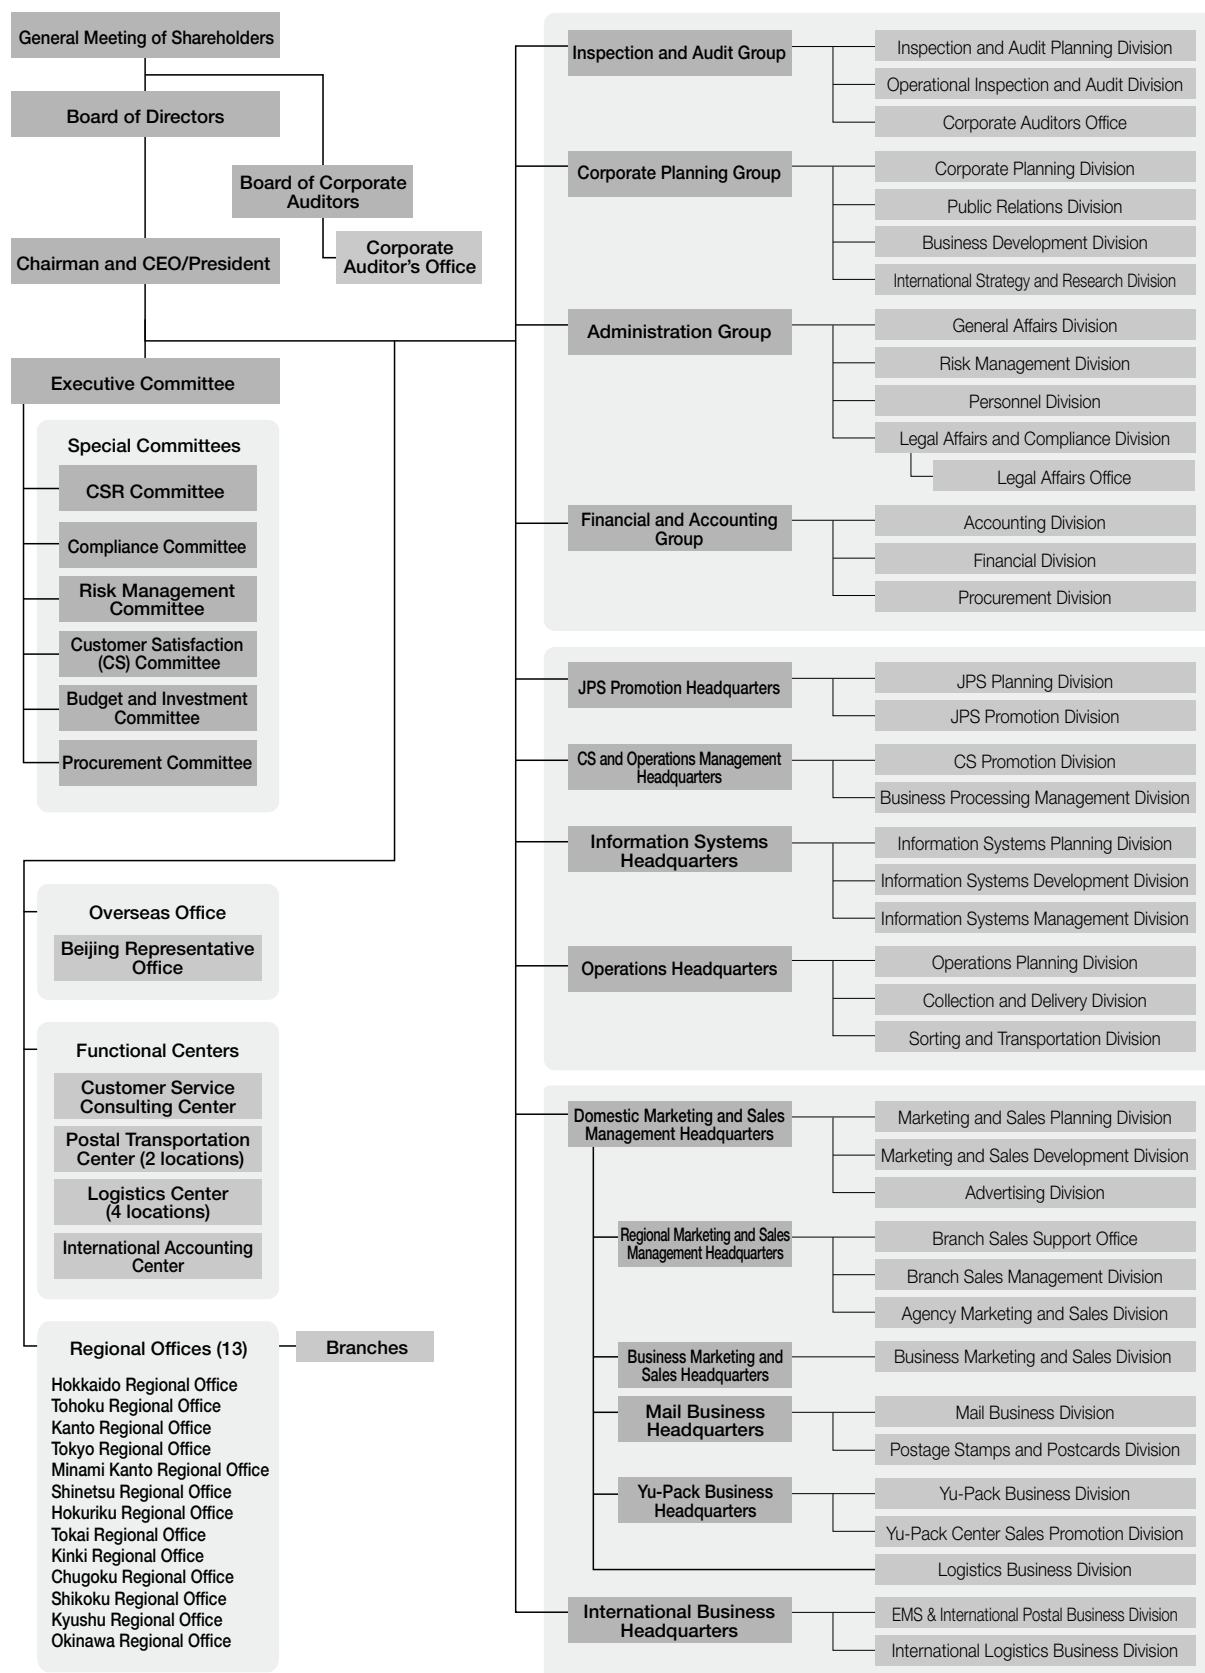 General Meeting of Shareholders
Board of Directors
Board of Corporate
Auditors
Corporate
Auditor's Office
Chairman and CEO/President
Executive Committee
Special Committees
CSR Committee
Compliance Committee
Risk Management
Committee
Customer Satisfaction
(CS) Committee
Budget and Investment
Committee
Procurement Committee
Overseas Office
Beijing Representative
Office
Functional Centers
Customer Service
Consulting Center
Postal Transportation
Center (2 locations)
Logistics Center
(4 locations)
International Accounting
Center
Regional Offices (13)
Branches
Hokkaido Regional Office
Tohoku Regional Office
Kanto Regional Office
Tokyo Regional Office
Minami Kanto Regional Office
Shinetsu Regional Office
Hokuriku Regional Office
Tokai Regional Office
Kinki Regional Office
Chugoku Regional Office
Shikoku Regional Office
Kyushu Regional Office
Okinawa Regional Office
Inspection and Audit Group
Inspection and Audit Planning Division
Operational Inspection and Audit Division
Corporate Auditors Office
Corporate Planning Group
Corporate Planning Division
Public Relations Division
Business Development Division
International Strategy and Research Division
Administration Group
General Affairs Division
Risk Management Division
Personnel Division
Legal Affairs and Compliance Division
Legal Affairs Office
Financial and Accounting
Group
Accounting Division
Financial Division
Procurement Division
JPS Promotion Headquarters
JPS Planning Division
JPS Promotion Division
CS and Operations Management
Headquarters
CS Promotion Division
Business Processing Management Division
Information Systems
Headquarters
Information Systems Planning Division
Information Systems Development Division
Information Systems Management Division
Operations Headquarters
Operations Planning Division
Collection and Delivery Division
Sorting and Transportation Division
Domestic Marketing and Sales
Management Headquarters
Marketing and Sales Planning Division
Marketing and Sales Development Division
Advertising Division
Regional Marketing and Sales
Management Headquarters
Branch Sales Support Office
Branch Sales Management Division
Agency Marketing and Sales Division
Business Marketing and
Sales Headquarters
Business Marketing and Sales Division
Mail Business
Headquarters
Mail Business Division
Postage Stamps and Postcards Division
Yu-Pack Business
Headquarters
Yu-Pack Business Division
Yu-Pack Center Sales Promotion Division
Logistics Business Division
International Business
Headquarters
EMS & International Postal Business Division
International Logistics Business Division